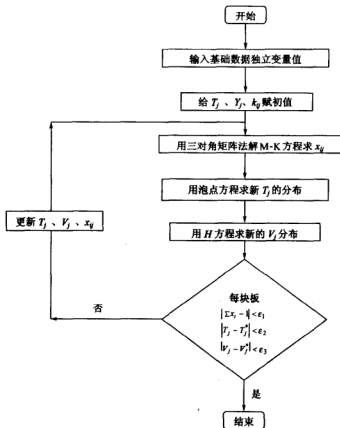 开始
输入基础数据独立变量值
给 Tj 、Yj、kij 赋初值
用三对角矩阵法解 M-K 方程求 xij
用泡点方程求新 Tj 的分布
更新 Tj 、Vj 、xij
用 H 方程求新的 Vj 分布
每块板
|Σxi − 1| < ε1
|Tj − Tj*| < ε2
|Vj − Vj*| < ε3
否
是
结束